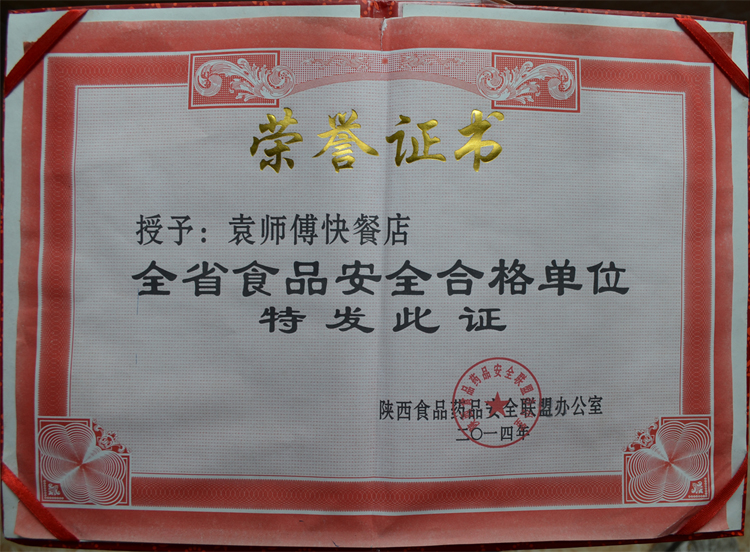 荣誉证书
授予：袁师傅快餐店
全省食品安全合格单位
特发此证
陕西食品药品安全联盟办公室
二〇一四年